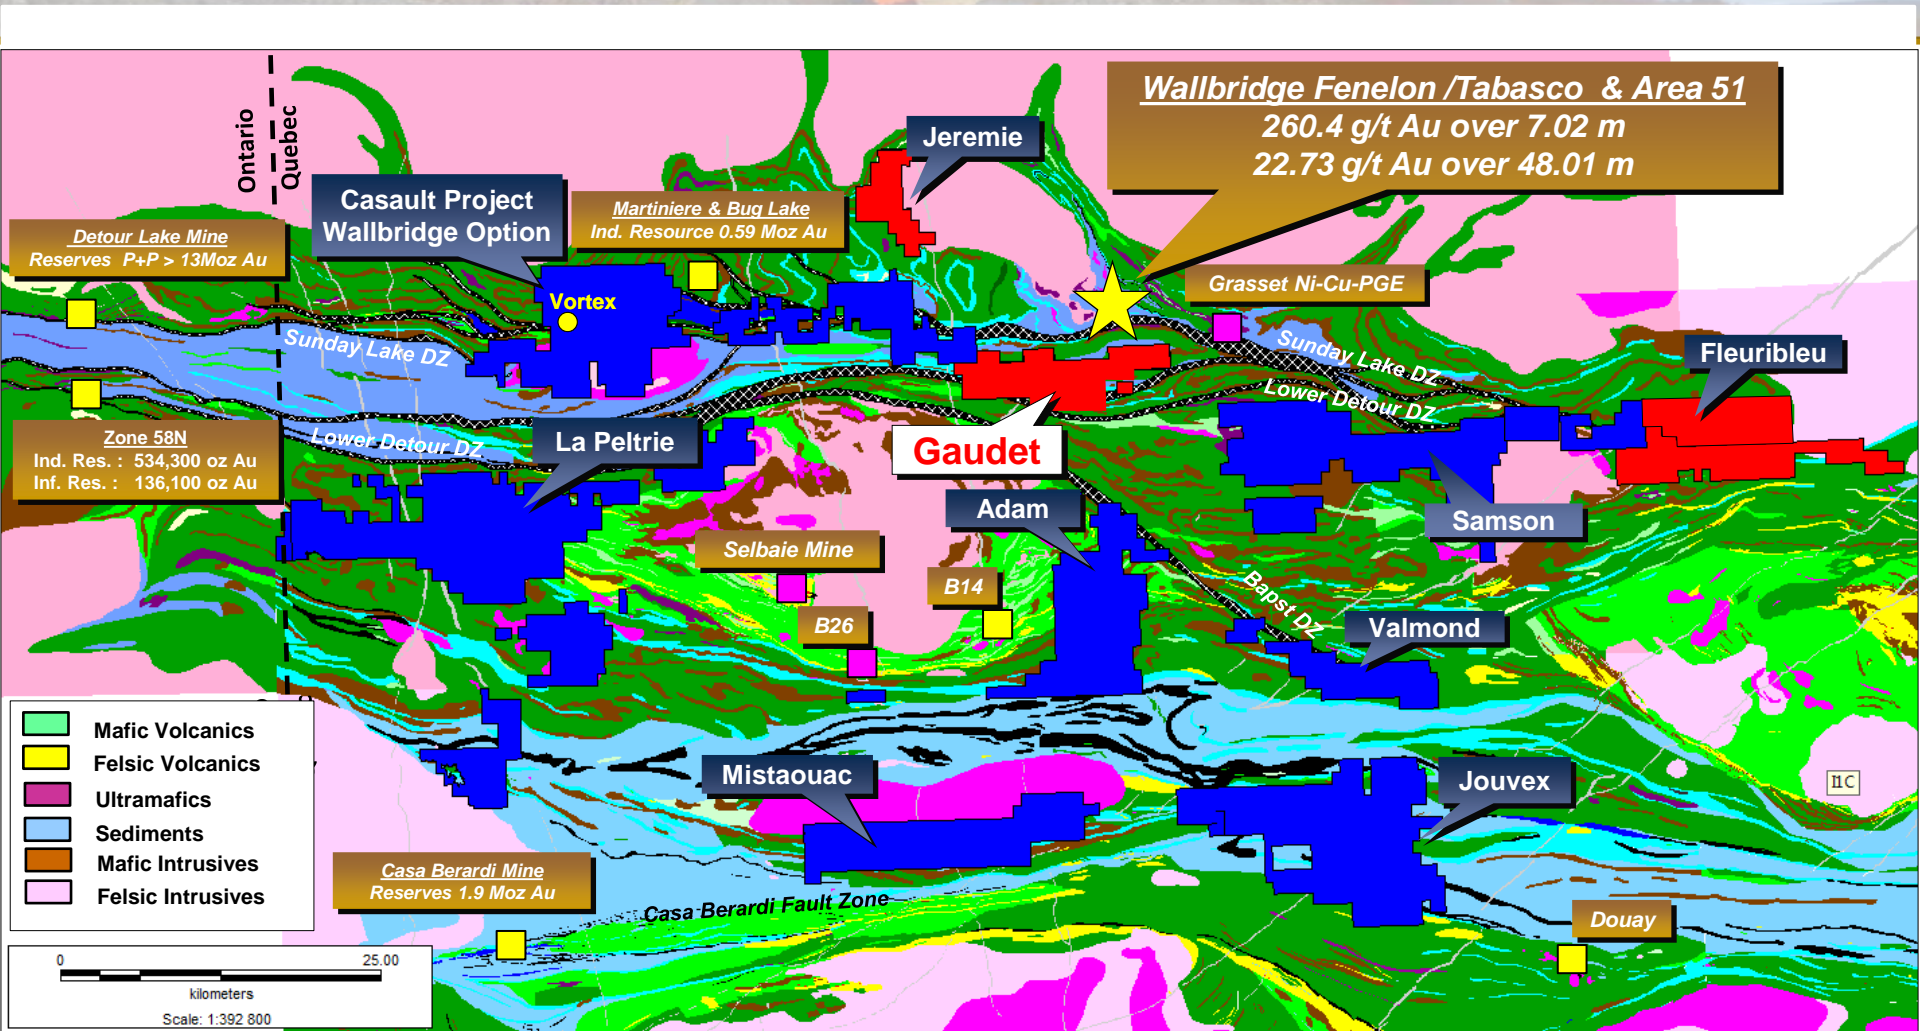 Wallbridge Fenelon /Tabasco & Area 51
260.4 g/t Au over 7.02 m
22.73 g/t Au over 48.01 m
Ontario
Quebec
Jeremie
Casault Project
Wallbridge Option
Martiniere & Bug Lake
Ind. Resource 0.59 Moz Au
Detour Lake Mine
Reserves P+P > 13Moz Au
Grasset Ni-Cu-PGE
Vortex
Sunday Lake DZ
Sunday Lake DZ
Fleuribleu
Lower Detour DZ
Zone 58N
Ind. Res. : 534,300 oz Au
Inf. Res. : 136,100 oz Au
Lower Detour DZ
La Peltrie
Gaudet
Adam
Samson
Selbaie Mine
B14
Bapst DZ
B26
Valmond
Mafic Volcanics
Felsic Volcanics
Ultramafics
Sediments
Mafic Intrusives
Felsic Intrusives
Mistaouac
Jouvex
I1C
Casa Berardi Mine
Reserves 1.9 Moz Au
Casa Berardi Fault Zone
Douay
0 25.00
kilometers
Scale: 1:392 800